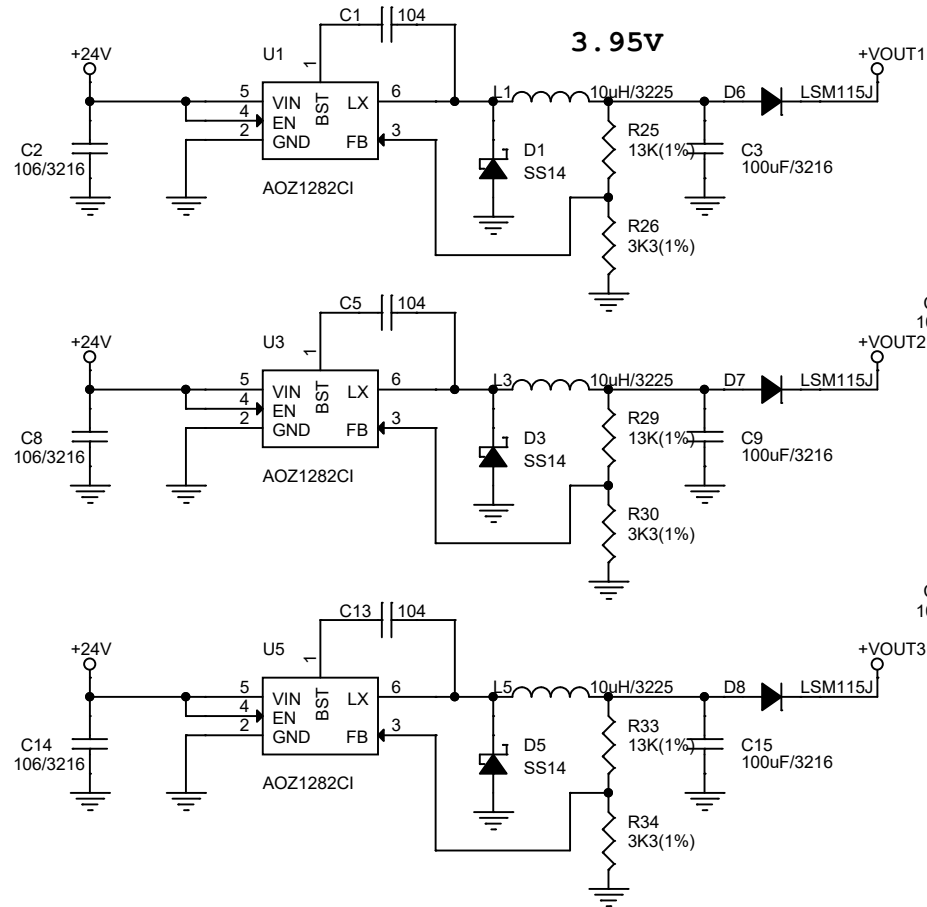 C1 104
3.95V
+24V
U1
+VOUT1
1
5 VIN LX 6
L1 10uH/3225
D6 LSM115J
4 EN BST
2 GND FB 3
R25
13K(1%)
C2
106/3216
D1
SS14
C3
100uF/3216
AOZ1282CI
R26
3K3(1%)
C5 104
+24V
U3
+VOUT2
1
5 VIN LX 6
L3 10uH/3225
D7 LSM115J
4 EN BST
2 GND FB 3
R29
13K(1%)
C8
106/3216
D3
SS14
C9
100uF/3216
AOZ1282CI
R30
3K3(1%)
C13 104
+24V
U5
+VOUT3
1
5 VIN LX 6
L5 10uH/3225
D8 LSM115J
4 EN BST
2 GND FB 3
R33
13K(1%)
C14
106/3216
D5
SS14
C15
100uF/3216
AOZ1282CI
R34
3K3(1%)